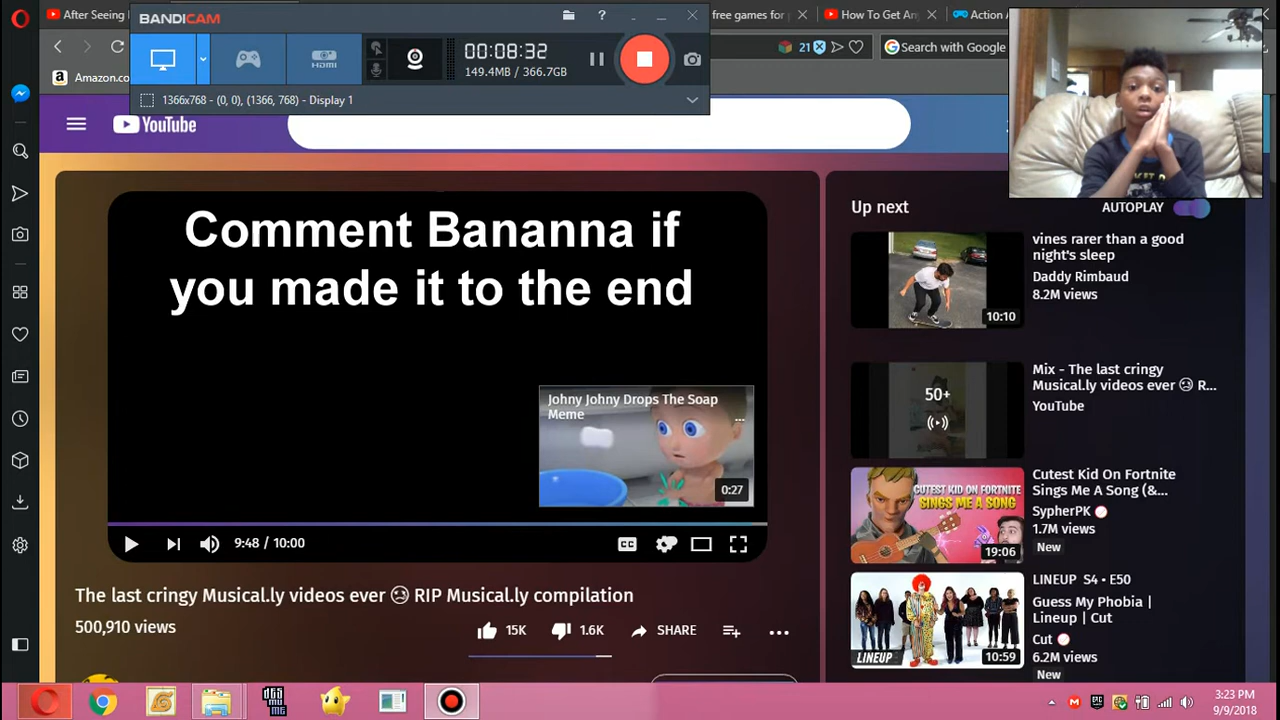 After Seeing
free games for
How To Get An
Action
BANDICAM
HDMI
00:08:32
149.4MB / 366.7GB
21
Search with Google
Amazon.co
1366x768 - (0, 0), (1366, 768) - Display 1
YouTube
Comment Bananna if
you made it to the end
Johny Johny Drops The Soap
Meme
0:27
9:48 / 10:00
CC
The last cringy Musical.ly videos ever 😢 RIP Musical.ly compilation
500,910 views
15K
1.6K
SHARE
Up next
AUTOPLAY
vines rarer than a good
night's sleep
Daddy Rimbaud
8.2M views
10:10
Mix - The last cringy
Musical.ly videos ever 😢 R...
YouTube
50+
CUTEST KID ON FORTNITE
SINGS ME A SONG
19:06
Cutest Kid On Fortnite
Sings Me A Song (&...
SypherPK
1.7M views
New
LINEUP
10:59
LINEUP S4 • E50
Guess My Phobia |
Lineup | Cut
Cut
6.2M views
New
3:23 PM
9/9/2018